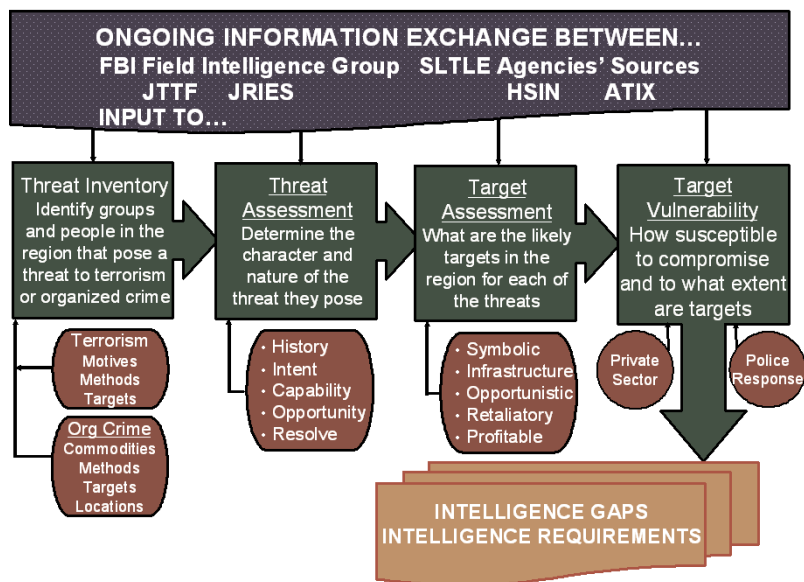 ONGOING INFORMATION EXCHANGE BETWEEN...
FBI Field Intelligence Group SLTLE Agencies' Sources
JTTF JRIES HSIN ATIX
INPUT TO...
Threat Inventory
Identify groups
and people in the
region that pose a
threat to terrorism
or organized crime
Threat
Assessment
Determine the
character and
nature of the
threat they pose
Target
Assessment
What are the likely
targets in the
region for each of
the threats
Target
Vulnerability
How susceptible
to compromise
and to what extent
are targets
Terrorism
Motives
Methods
Targets
Org Crime
Commodities
Methods
Targets
Locations
· History
· Intent
· Capability
· Opportunity
· Resolve
· Symbolic
· Infrastructure
· Opportunistic
· Retaliatory
· Profitable
Private
Sector
Police
Response
INTELLIGENCE GAPS
INTELLIGENCE REQUIREMENTS